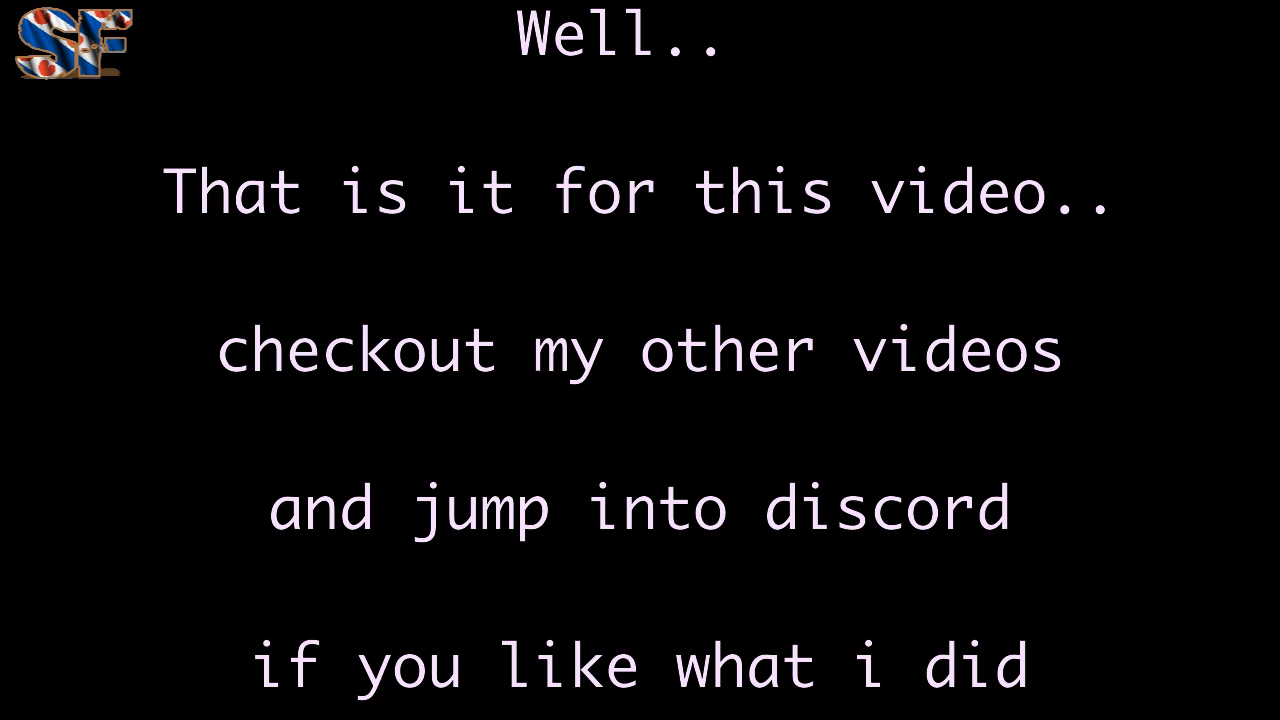 SF
Well..
That is it for this video..
checkout my other videos
and jump into discord
if you like what i did